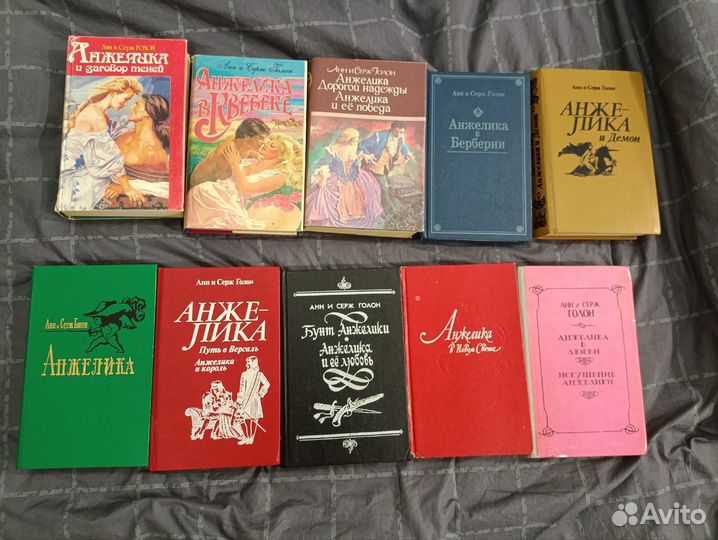 Анн и Серж ГОЛОН
АНЖЕЛИКА
и заговор теней
Анн и Серж Голон
АНЖЕЛИКА
В КВЕБЕКЕ
АНН И СЕРЖ ГОЛОН
Анжелика
Дорогой надежды
Анжелика
и её победа
Анн и Серж Голон
Анжелика
в
Берберии
Анн и Серж Голон
АНЖЕ-
ЛИКА
и Демон
Анжелика и Демон
Анн и Серж Голон
АНЖЕЛИКА
Анн и Серж Голон
АНЖЕ-
ЛИКА
Путь в Версаль
Анжелика
и король
АНН И СЕРЖ ГОЛОН
Бунт Анжелики
Анжелика
и её любовь
Анжелика
в Новом Свете
АНН И СЕРЖ
ГОЛОН
АНЖЕЛИКА В
ЛЮБВИ
ИСКУШЕНИЕ
АНЖЕЛИКИ
Avito